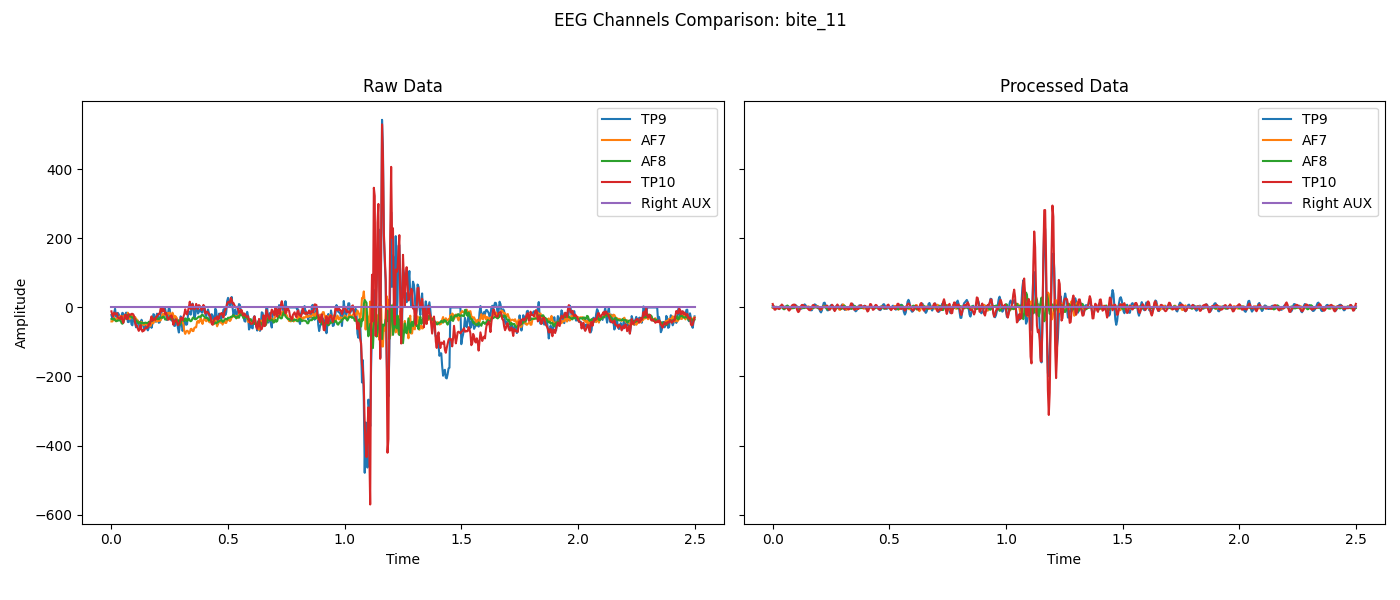 EEG Channels Comparison: bite_11
Raw Data
TP9
AF7
AF8
TP10
Right AUX
Amplitude
400
200
0
−200
−400
−600
0.0 0.5 1.0 1.5 2.0 2.5
Time
Processed Data
TP9
AF7
AF8
TP10
Right AUX
0.0 0.5 1.0 1.5 2.0 2.5
Time